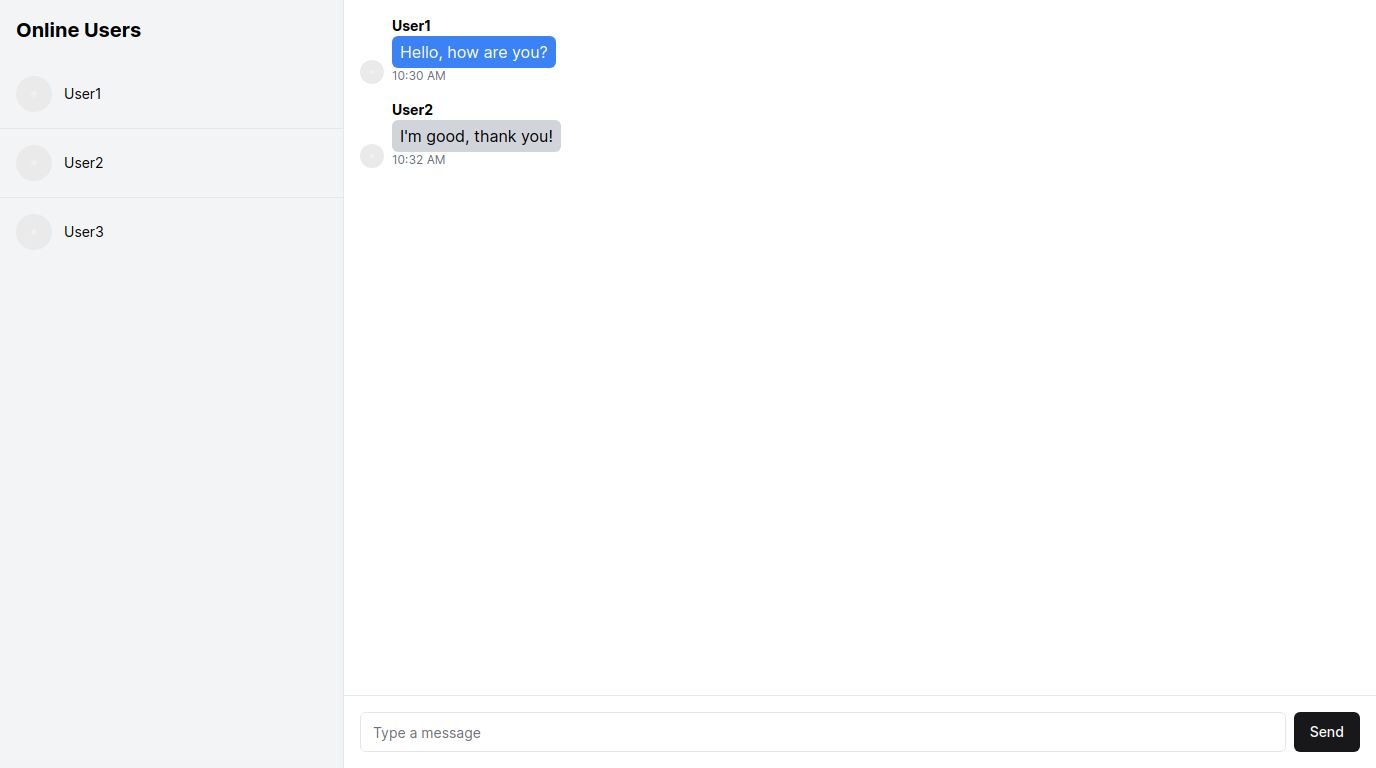 Online Users
User1
User2
User3
User1
Hello, how are you?
10:30 AM
User2
I'm good, thank you!
10:32 AM
Type a message
Send